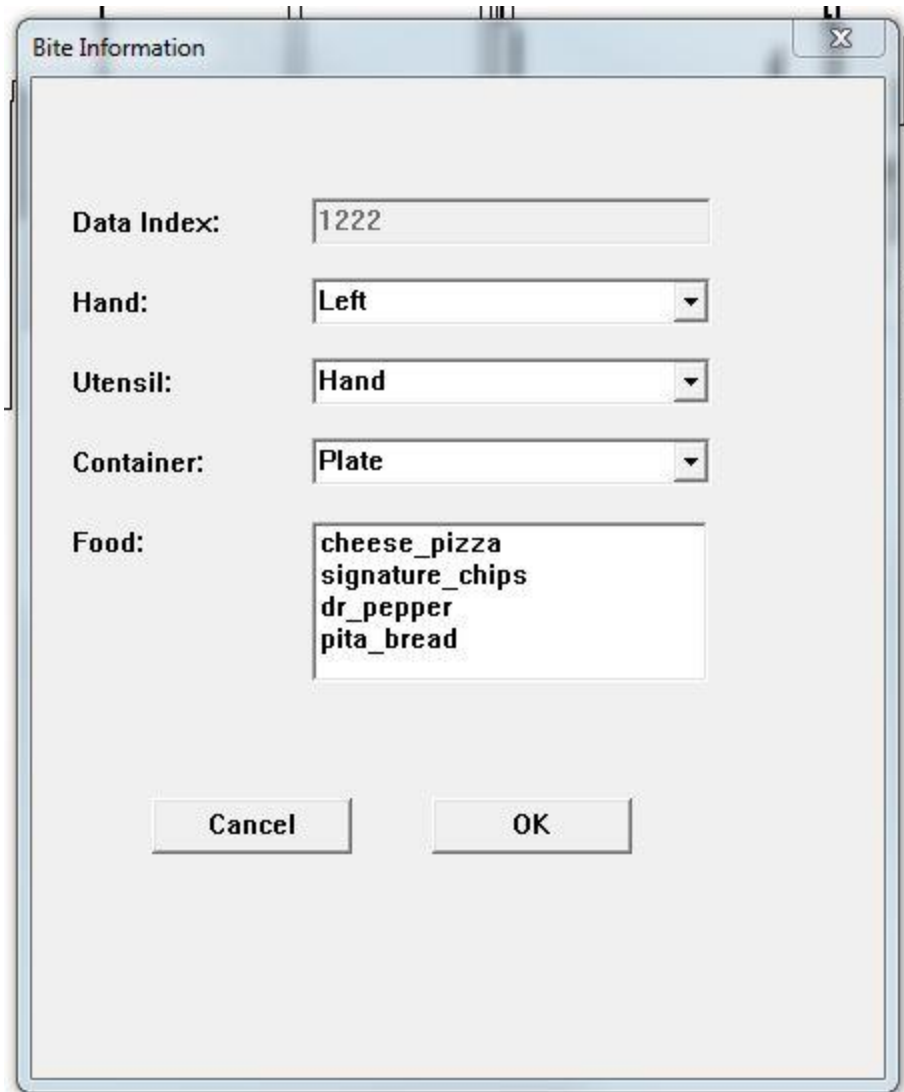 Bite Information
Data Index: 1222
Hand: Left
Utensil: Hand
Container: Plate
Food: cheese_pizza
signature_chips
dr_pepper
pita_bread
Cancel OK